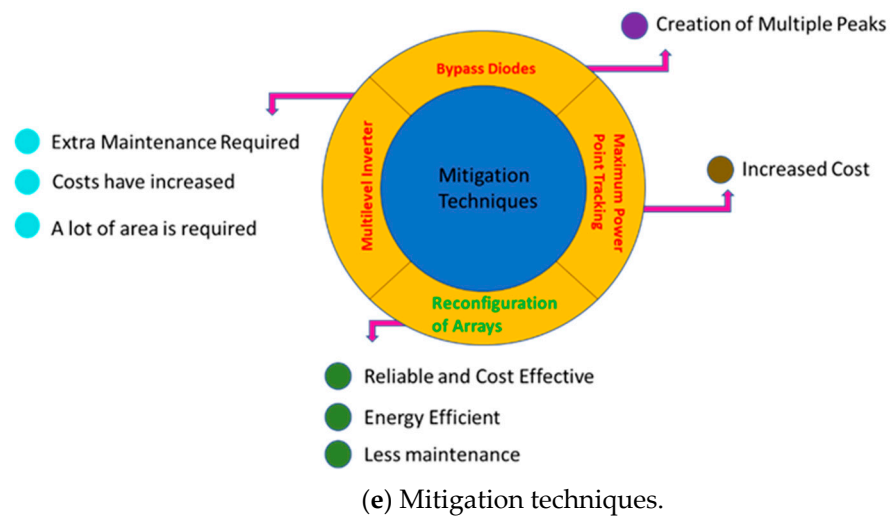 Creation of Multiple Peaks
Bypass Diodes
Extra Maintenance Required
Costs have increased
A lot of area is required
Multilevel Inverter
Mitigation
Techniques
Maximum Power
Point Tracking
Increased Cost
Reconfiguration
of Arrays
Reliable and Cost Effective
Energy Efficient
Less maintenance
(e) Mitigation techniques.